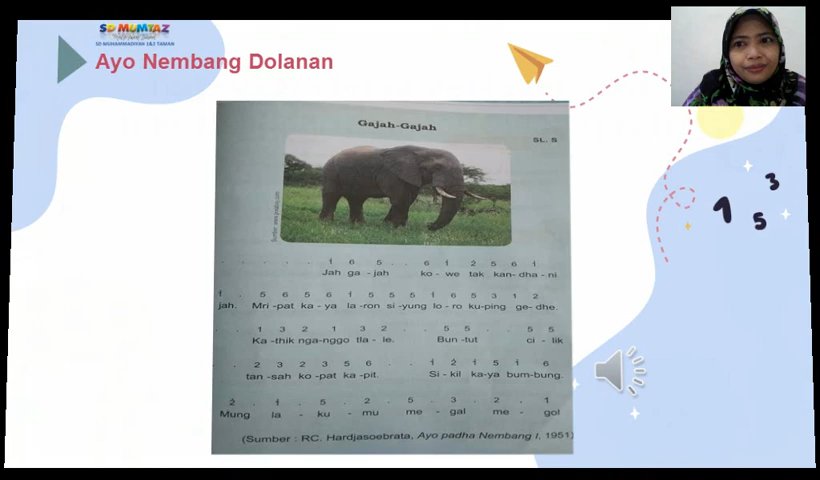 SD MUMTAZ
SD MUHAMMADIYAH 1&2 TAMAN
Ayo Nembang Dolanan
Gajah-Gajah
SL. S
Sumber: www.pixabay.com
. . . . . 1̇ 6 5 . . 6 1̇ 2̇ 5 6 1̇
Jah ga - jah ko - we tak kan- dha - ni
1̇ . 5 6 5 6 1̇ 5 5 5 1̇ 6 5 3 1 2
jah. Mri -pat ka - ya la -ron si -yung lo - ro ku-ping ge- dhe.
. . 1 3 2 1 3 2 . . 5 5 . . 5 5
Ka -thik nga-nggo tla - le. Bun -tut ci - lik
. . 2 3 2 3 5 6 . . 1̇ 2̇ 1̇ 5 1̇ 6
tan -sah ko -pat ka -pit. Si - kil ka-ya bum-bung.
2̇ . 1̇ . 5 . 2 . 5 . 3 . 2 . 1
Mung la - ku - mu me - gal me - gol
(Sumber : RC. Hardjasoebrata, Ayo padha Nembang I, 1951)
1 5 3